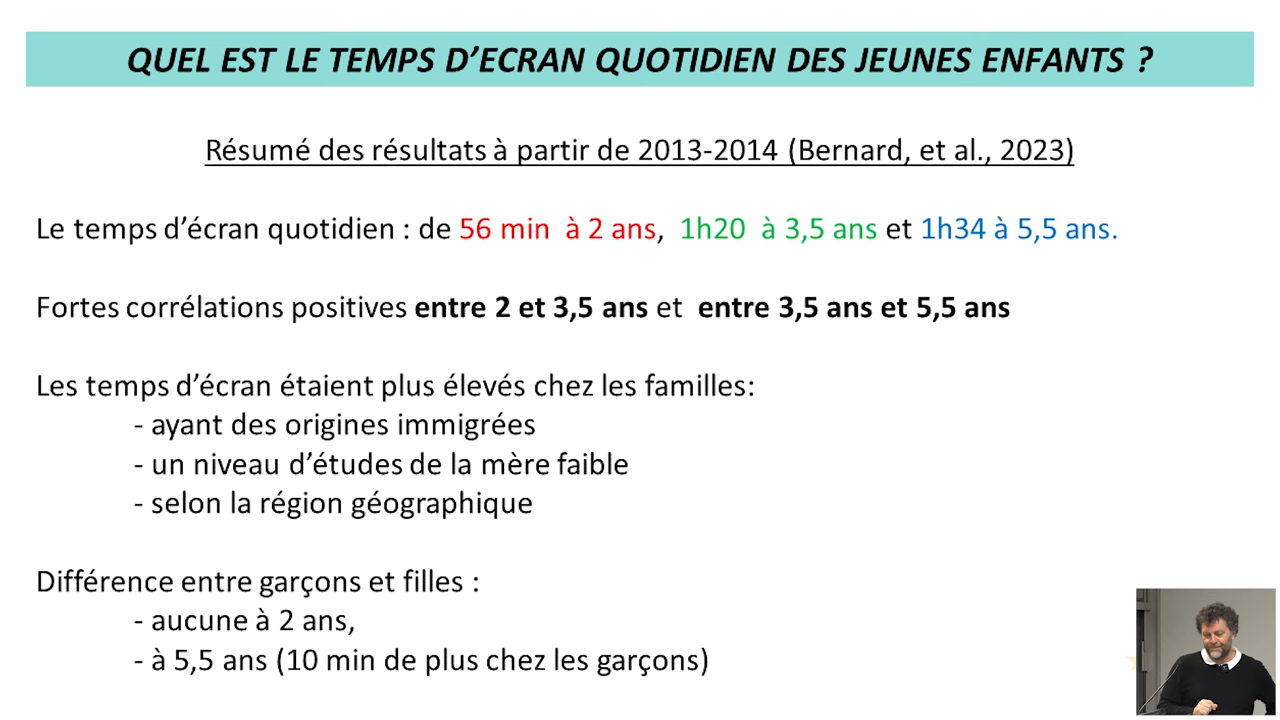 QUEL EST LE TEMPS D’ECRAN QUOTIDIEN DES JEUNES ENFANTS ?
Résumé des résultats à partir de 2013-2014 (Bernard, et al., 2023)
Le temps d’écran quotidien : de 56 min à 2 ans, 1h20 à 3,5 ans et 1h34 à 5,5 ans.
Fortes corrélations positives entre 2 et 3,5 ans et entre 3,5 ans et 5,5 ans
Les temps d’écran étaient plus élevés chez les familles:
- ayant des origines immigrées
- un niveau d’études de la mère faible
- selon la région géographique
Différence entre garçons et filles :
- aucune à 2 ans,
- à 5,5 ans (10 min de plus chez les garçons)